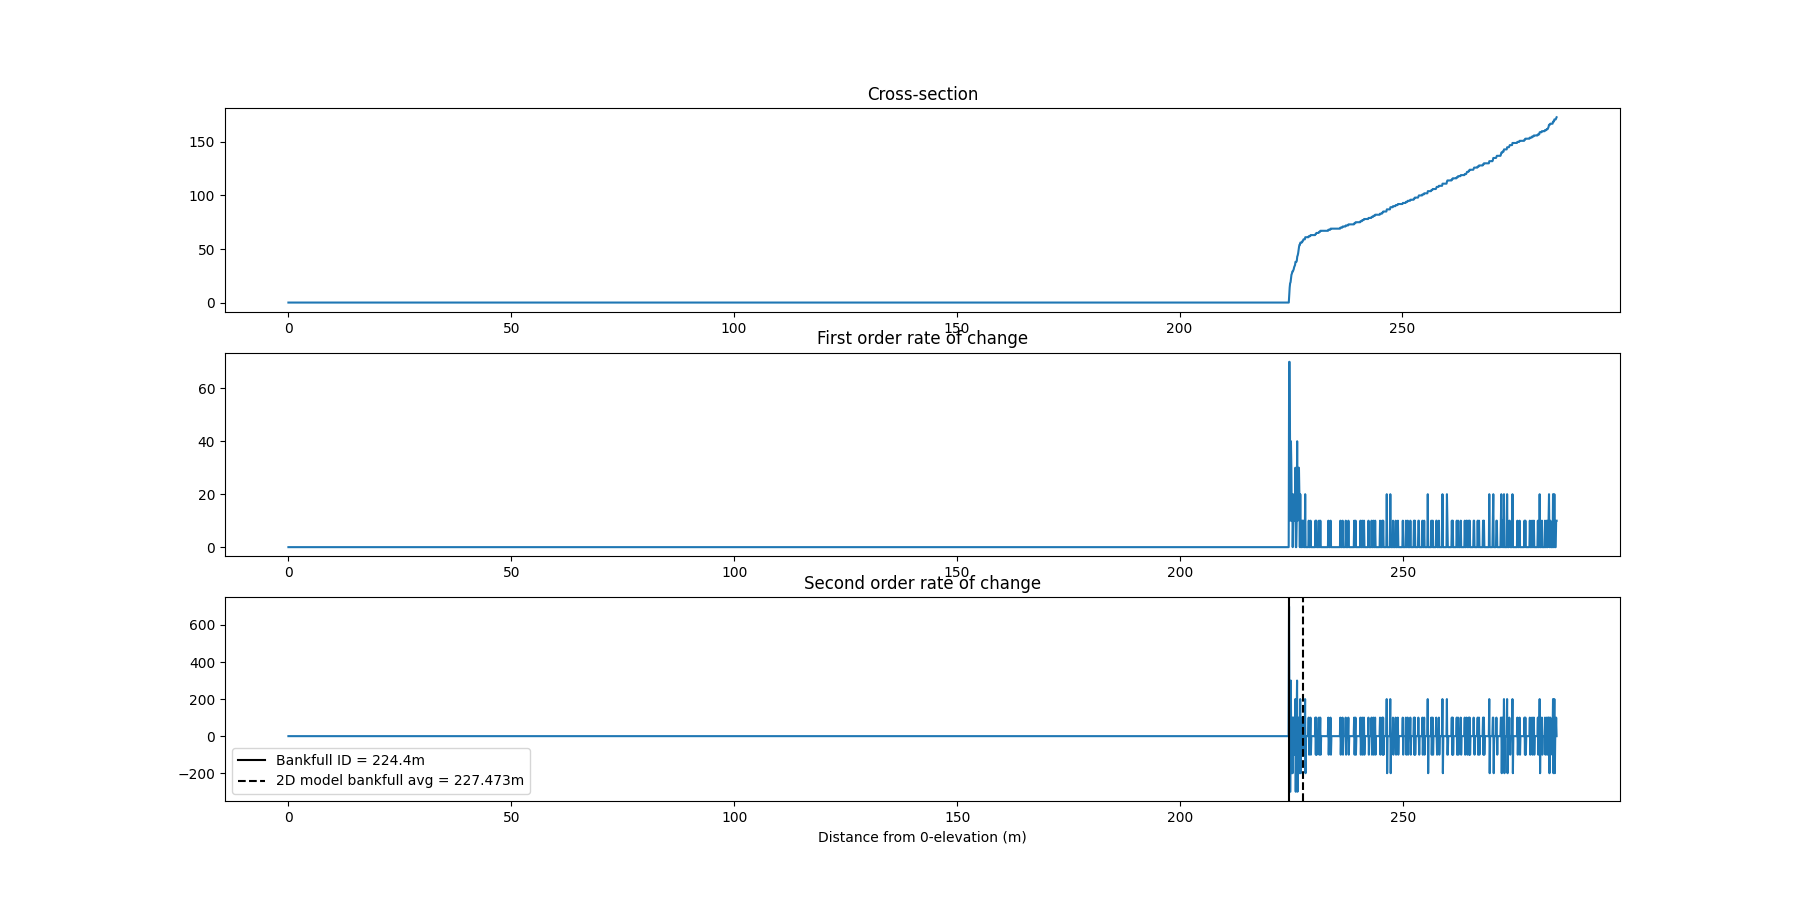 Cross-section
150
100
50
0
0 50 100 150 200 250
First order rate of change
60
40
20
0
0 50 100 150 200 250
Second order rate of change
600
400
200
0
−200
Bankfull ID = 224.4m
2D model bankfull avg = 227.473m
0 50 100 150 200 250
Distance from 0-elevation (m)